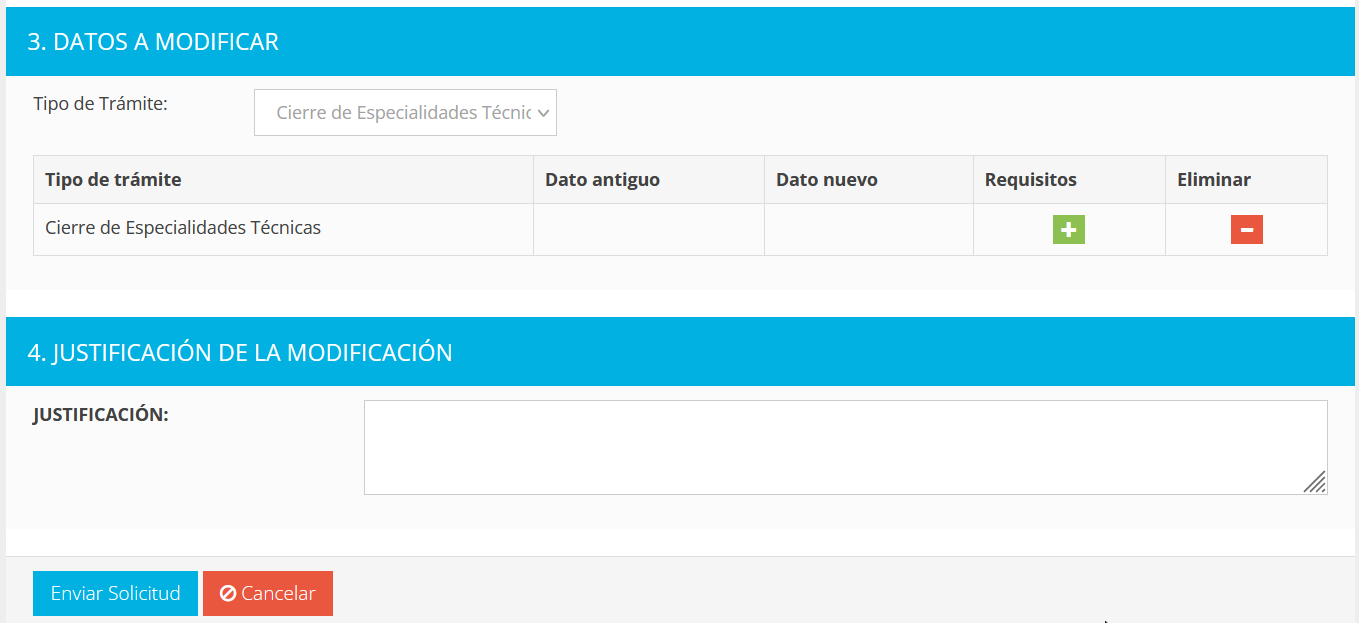 3. DATOS A MODIFICAR
Tipo de Trámite:
Cierre de Especialidades Técnic
Tipo de trámite Dato antiguo Dato nuevo Requisitos Eliminar
Cierre de Especialidades Técnicas
4. JUSTIFICACIÓN DE LA MODIFICACIÓN
JUSTIFICACIÓN:
Enviar Solicitud Cancelar